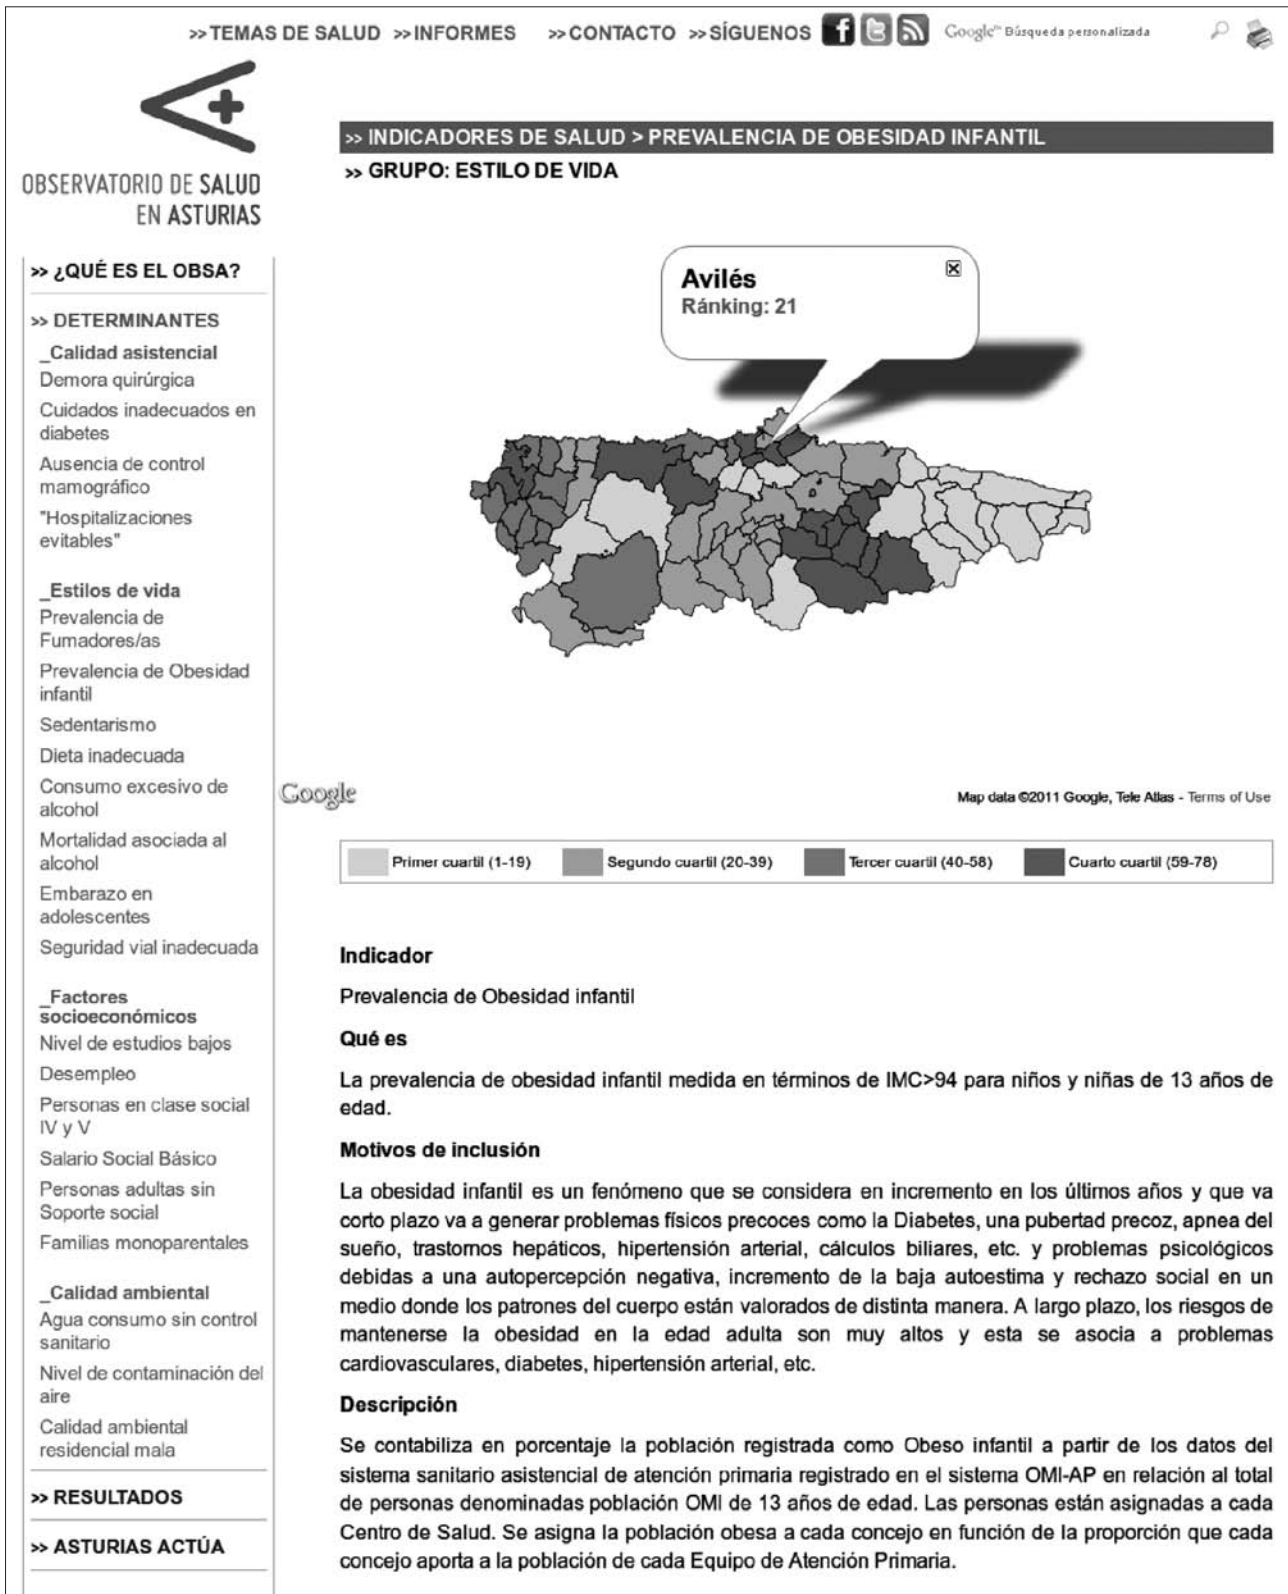 >> TEMAS DE SALUD >> INFORMES >> CONTACTO >> SÍGUENOS Google™ Búsqueda personalizada
OBSERVATORIO DE SALUD
EN ASTURIAS
>> ¿QUÉ ES EL OBSA?
>> DETERMINANTES
_Calidad asistencial
Demora quirúrgica
Cuidados inadecuados en
diabetes
Ausencia de control
mamográfico
"Hospitalizaciones
evitables"
_Estilos de vida
Prevalencia de
Fumadores/as
Prevalencia de Obesidad
infantil
Sedentarismo
Dieta inadecuada
Consumo excesivo de
alcohol
Mortalidad asociada al
alcohol
Embarazo en
adolescentes
Seguridad vial inadecuada
_Factores
socioeconómicos
Nivel de estudios bajos
Desempleo
Personas en clase social
IV y V
Salario Social Básico
Personas adultas sin
Soporte social
Familias monoparentales
_Calidad ambiental
Agua consumo sin control
sanitario
Nivel de contaminación del
aire
Calidad ambiental
residencial mala
>> RESULTADOS
>> ASTURIAS ACTÚA
>> INDICADORES DE SALUD > PREVALENCIA DE OBESIDAD INFANTIL
>> GRUPO: ESTILO DE VIDA
Avilés
Ránking: 21
Google
Map data ©2011 Google, Tele Atlas - Terms of Use
Primer cuartil (1-19) Segundo cuartil (20-39) Tercer cuartil (40-58) Cuarto cuartil (59-78)
Indicador
Prevalencia de Obesidad infantil
Qué es
La prevalencia de obesidad infantil medida en términos de IMC>94 para niños y niñas de 13 años de
edad.
Motivos de inclusión
La obesidad infantil es un fenómeno que se considera en incremento en los últimos años y que va
corto plazo va a generar problemas físicos precoces como la Diabetes, una pubertad precoz, apnea del
sueño, trastornos hepáticos, hipertensión arterial, cálculos biliares, etc. y problemas psicológicos
debidas a una autopercepción negativa, incremento de la baja autoestima y rechazo social en un
medio donde los patrones del cuerpo están valorados de distinta manera. A largo plazo, los riesgos de
mantenerse la obesidad en la edad adulta son muy altos y esta se asocia a problemas
cardiovasculares, diabetes, hipertensión arterial, etc.
Descripción
Se contabiliza en porcentaje la población registrada como Obeso infantil a partir de los datos del
sistema sanitario asistencial de atención primaria registrado en el sistema OMI-AP en relación al total
de personas denominadas población OMI de 13 años de edad. Las personas están asignadas a cada
Centro de Salud. Se asigna la población obesa a cada concejo en función de la proporción que cada
concejo aporta a la población de cada Equipo de Atención Primaria.